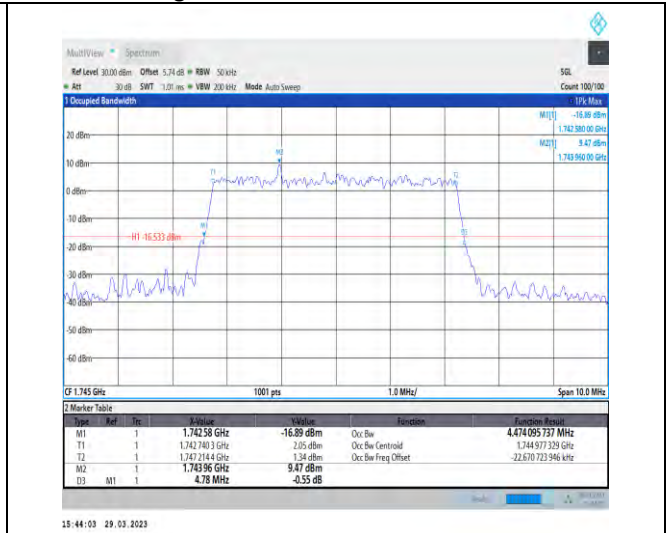 MultiView Spectrum
Ref Level 30.00 dBm Offset 5.74 dB RBW 50 kHz SGL
Att 30 dB SWT 1.01 ms VBW 200 kHz Mode Auto Sweep Count 100/100
1 Occupied Bandwidth 1Pk Max
M1[1] -16.89 dBm
1.742 580 00 GHz
M2[1] 9.47 dBm
1.743 960 00 GHz
20 dBm
M2
10 dBm
T1 T2
0 dBm
-10 dBm
M1
H1 -16.533 dBm D3
-20 dBm
-30 dBm
-40 dBm
-50 dBm
-60 dBm
CF 1.745 GHz 1001 pts 1.0 MHz/ Span 10.0 MHz
2 Marker Table
Type Ref Trc X-Value Y-Value Function Function Result
M1 1 1.742 58 GHz -16.89 dBm Occ Bw 4.474 095 737 MHz
T1 1 1.742 740 3 GHz 2.05 dBm Occ Bw Centroid 1.744 977 329 GHz
T2 1 1.747 214 4 GHz 1.34 dBm Occ Bw Freq Offset -22.670 723 946 kHz
M2 1 1.743 96 GHz 9.47 dBm
D3 M1 1 4.78 MHz -0.55 dB
15:44:03 29.03.2023